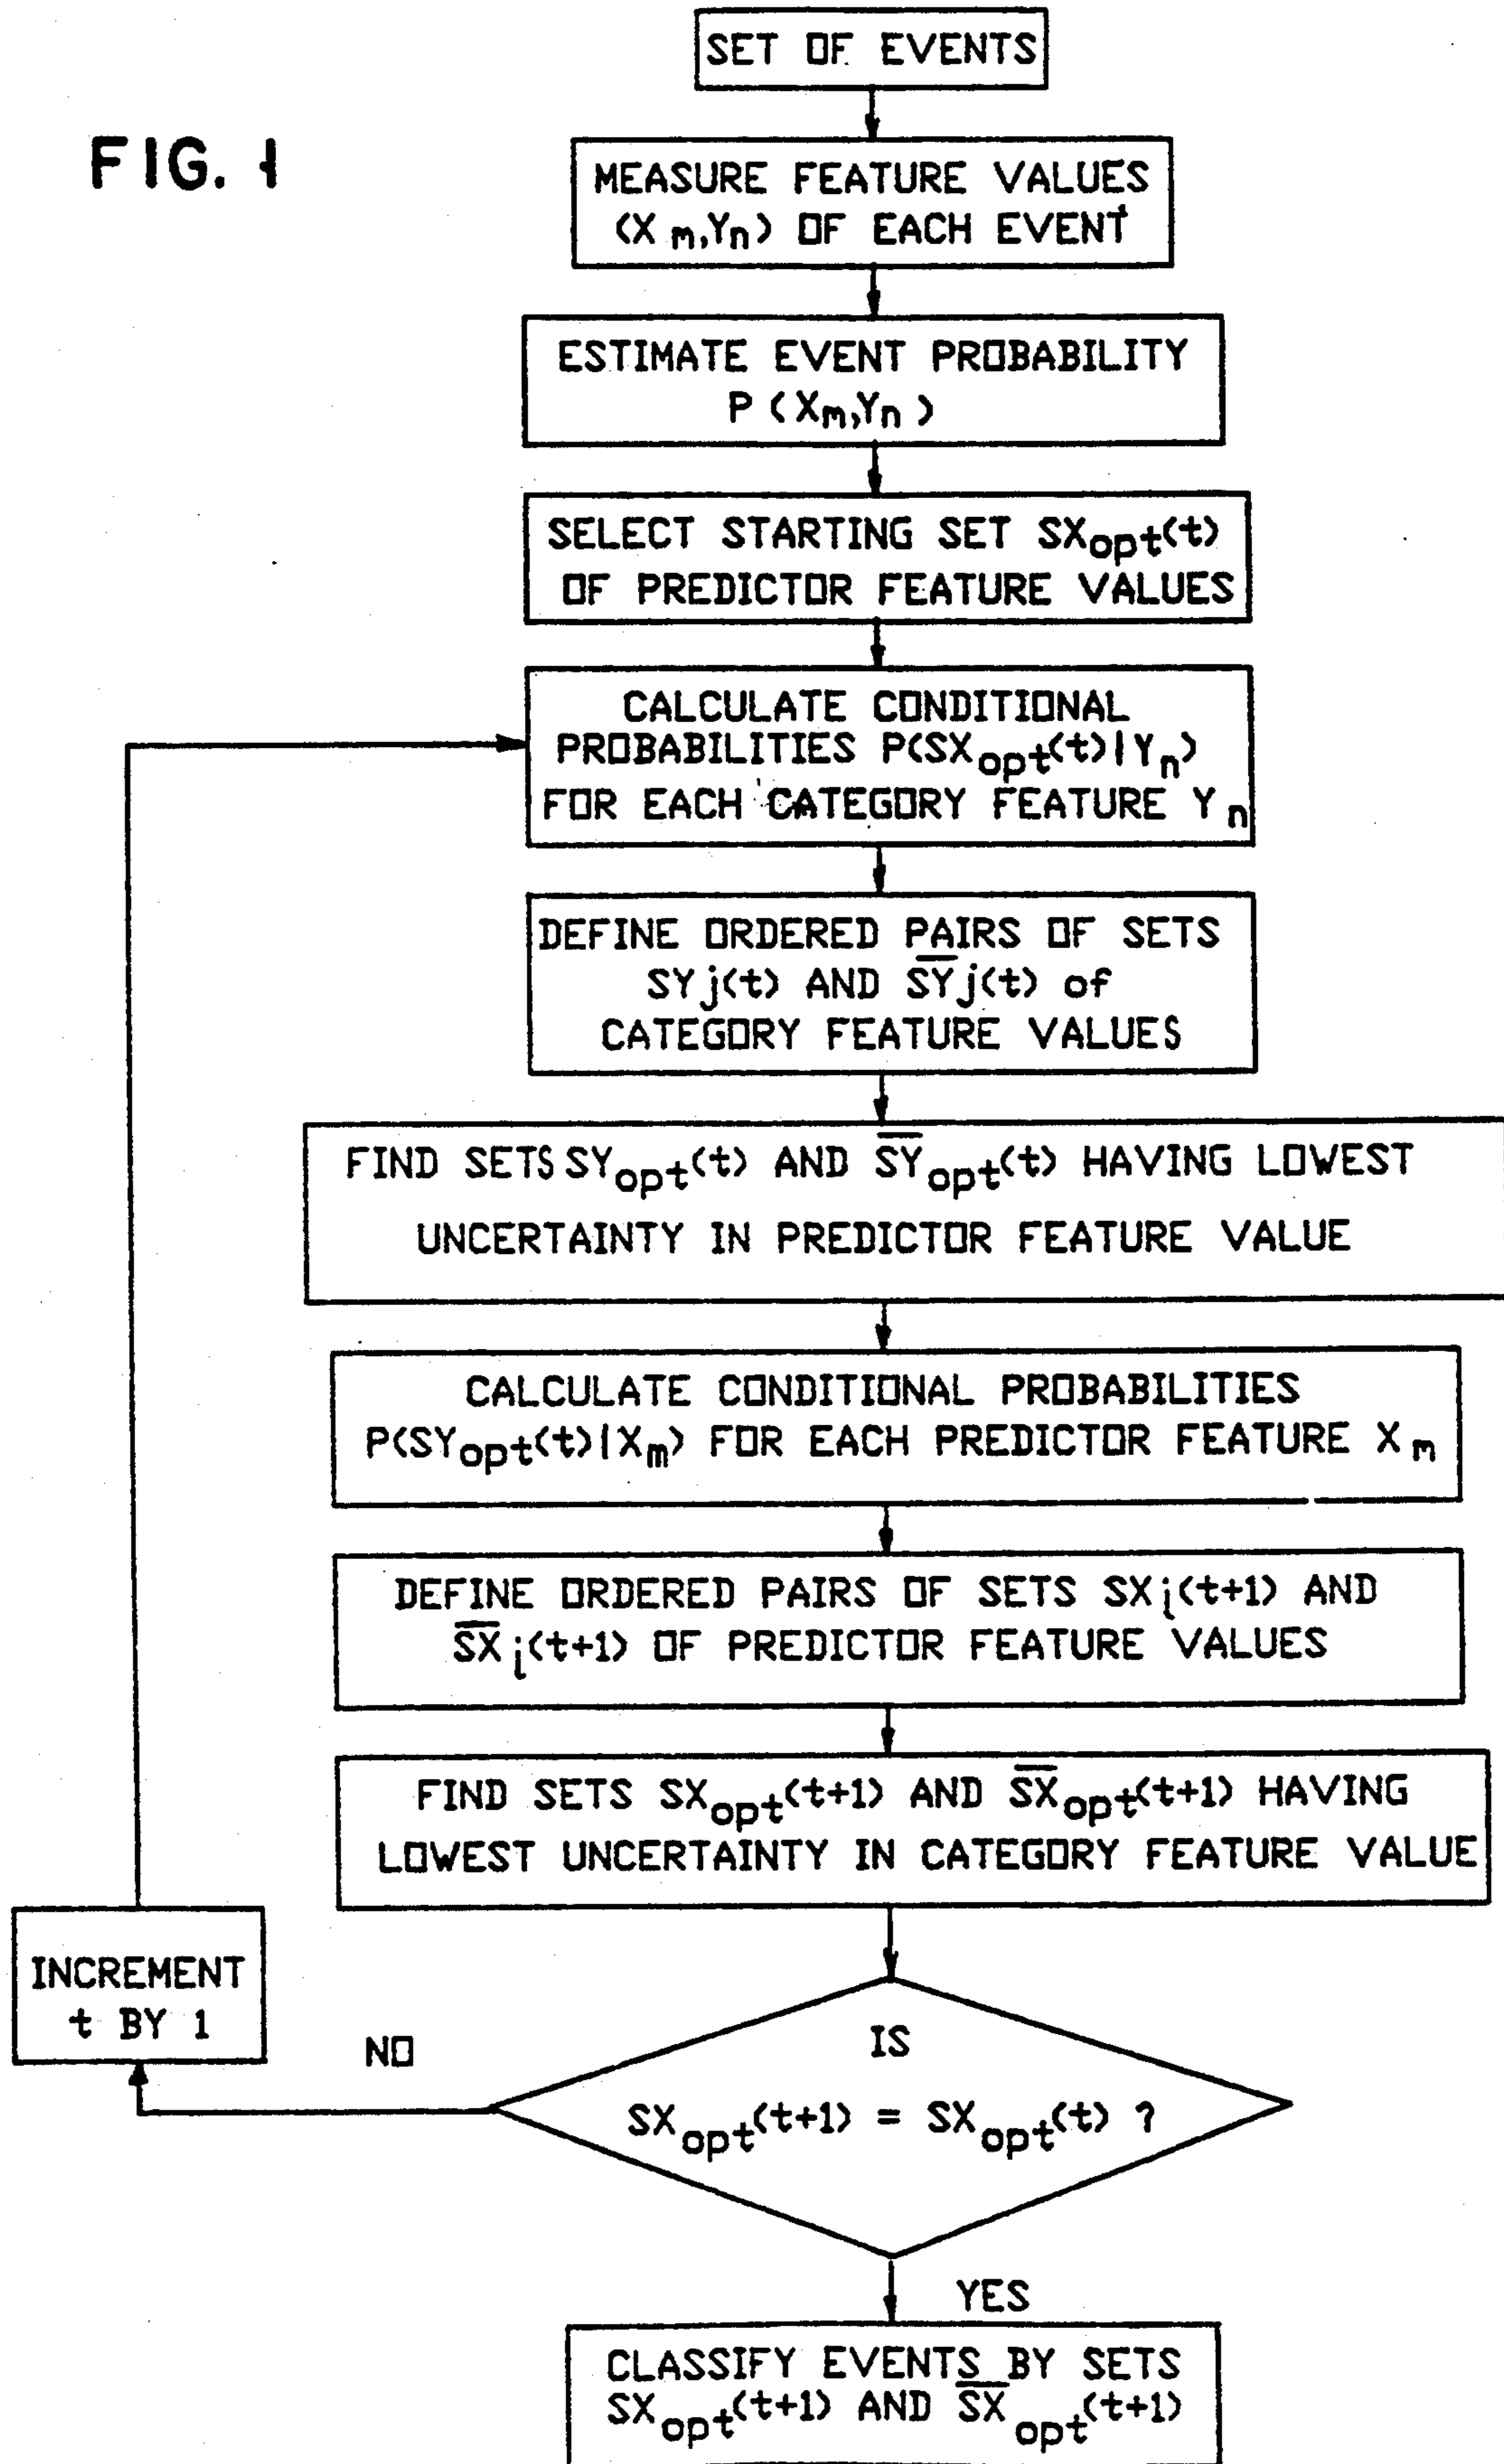 FIG. 1
SET OF EVENTS
MEASURE FEATURE VALUES
(X m,Yn) OF EACH EVENT
ESTIMATE EVENT PROBABILITY
P (Xm,Yn)
SELECT STARTING SET SXopt(t)
OF PREDICTOR FEATURE VALUES
CALCULATE CONDITIONAL
PROBABILITIES P(SXopt(t)|Yn)
FOR EACH CATEGORY FEATURE Yn
DEFINE ORDERED PAIRS OF SETS
SYj(t) AND S̅Y̅j(t) of
CATEGORY FEATURE VALUES
FIND SETS SYopt(t) AND S̅Y̅opt(t) HAVING LOWEST
UNCERTAINTY IN PREDICTOR FEATURE VALUE
CALCULATE CONDITIONAL PROBABILITIES
P(SYopt(t)|Xm) FOR EACH PREDICTOR FEATURE Xm
DEFINE ORDERED PAIRS OF SETS SXi(t+1) AND
S̅X̅i(t+1) OF PREDICTOR FEATURE VALUES
FIND SETS SXopt(t+1) AND S̅X̅opt(t+1) HAVING
LOWEST UNCERTAINTY IN CATEGORY FEATURE VALUE
INCREMENT
t BY 1
NO
IS
SXopt(t+1) = SXopt(t) ?
YES
CLASSIFY EVENTS BY SETS
SXopt(t+1) AND S̅X̅opt(t+1)